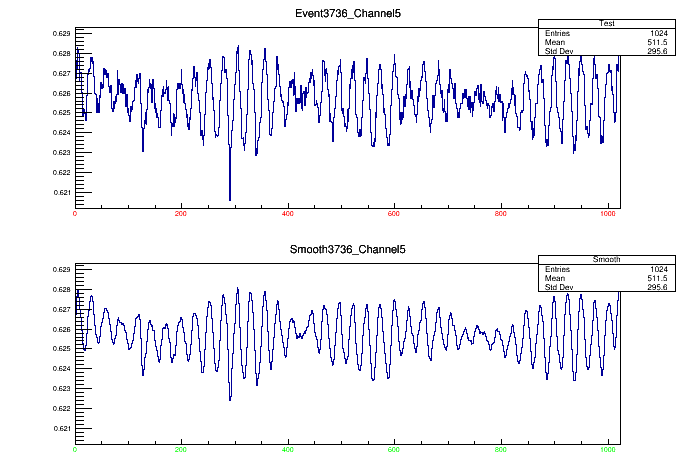 Event3736_Channel5
Test
Entries 1024
Mean 511.5
Std Dev 295.6
0.629
0.628
0.627
0.626
0.625
0.624
0.623
0.622
0.621
0 200 400 600 800 1000
Smooth3736_Channel5
Smooth
Entries 1024
Mean 511.5
Std Dev 295.6
0.629
0.628
0.627
0.626
0.625
0.624
0.623
0.622
0.621
0 200 400 600 800 1000